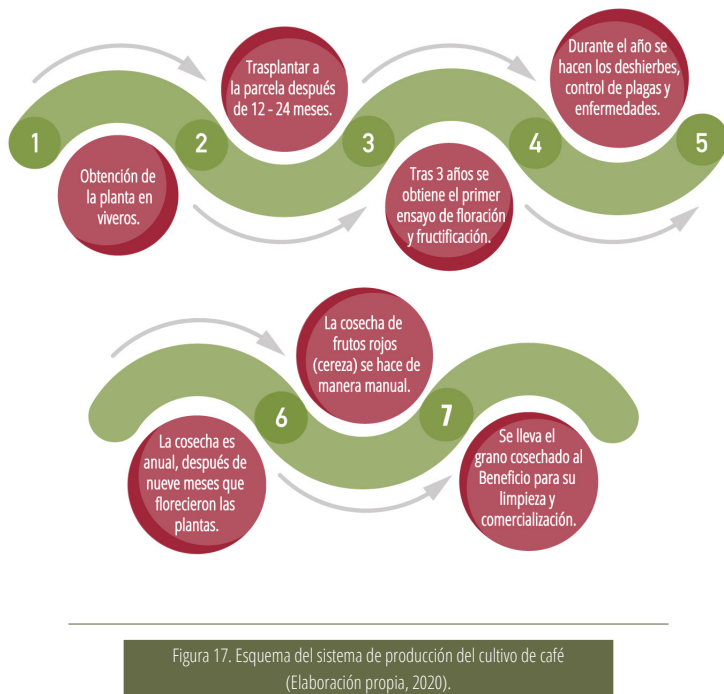 1
Obtención de
la planta en
viveros.
2
Trasplantar a
la parcela después
de 12 - 24 meses.
3
Tras 3 años se
obtiene el primer
ensayo de floración
y fructificación.
4
Durante el año se
hacen los deshierbes,
control de plagas y
enfermedades.
5
La cosecha es
anual, después de
nueve meses que
florecieron las
plantas.
6
La cosecha de
frutos rojos
(cereza) se hace de
manera manual.
7
Se lleva el
grano cosechado al
Beneficio para su
limpieza y
comercialización.
Figura 17. Esquema del sistema de producción del cultivo de café
(Elaboración propia, 2020).